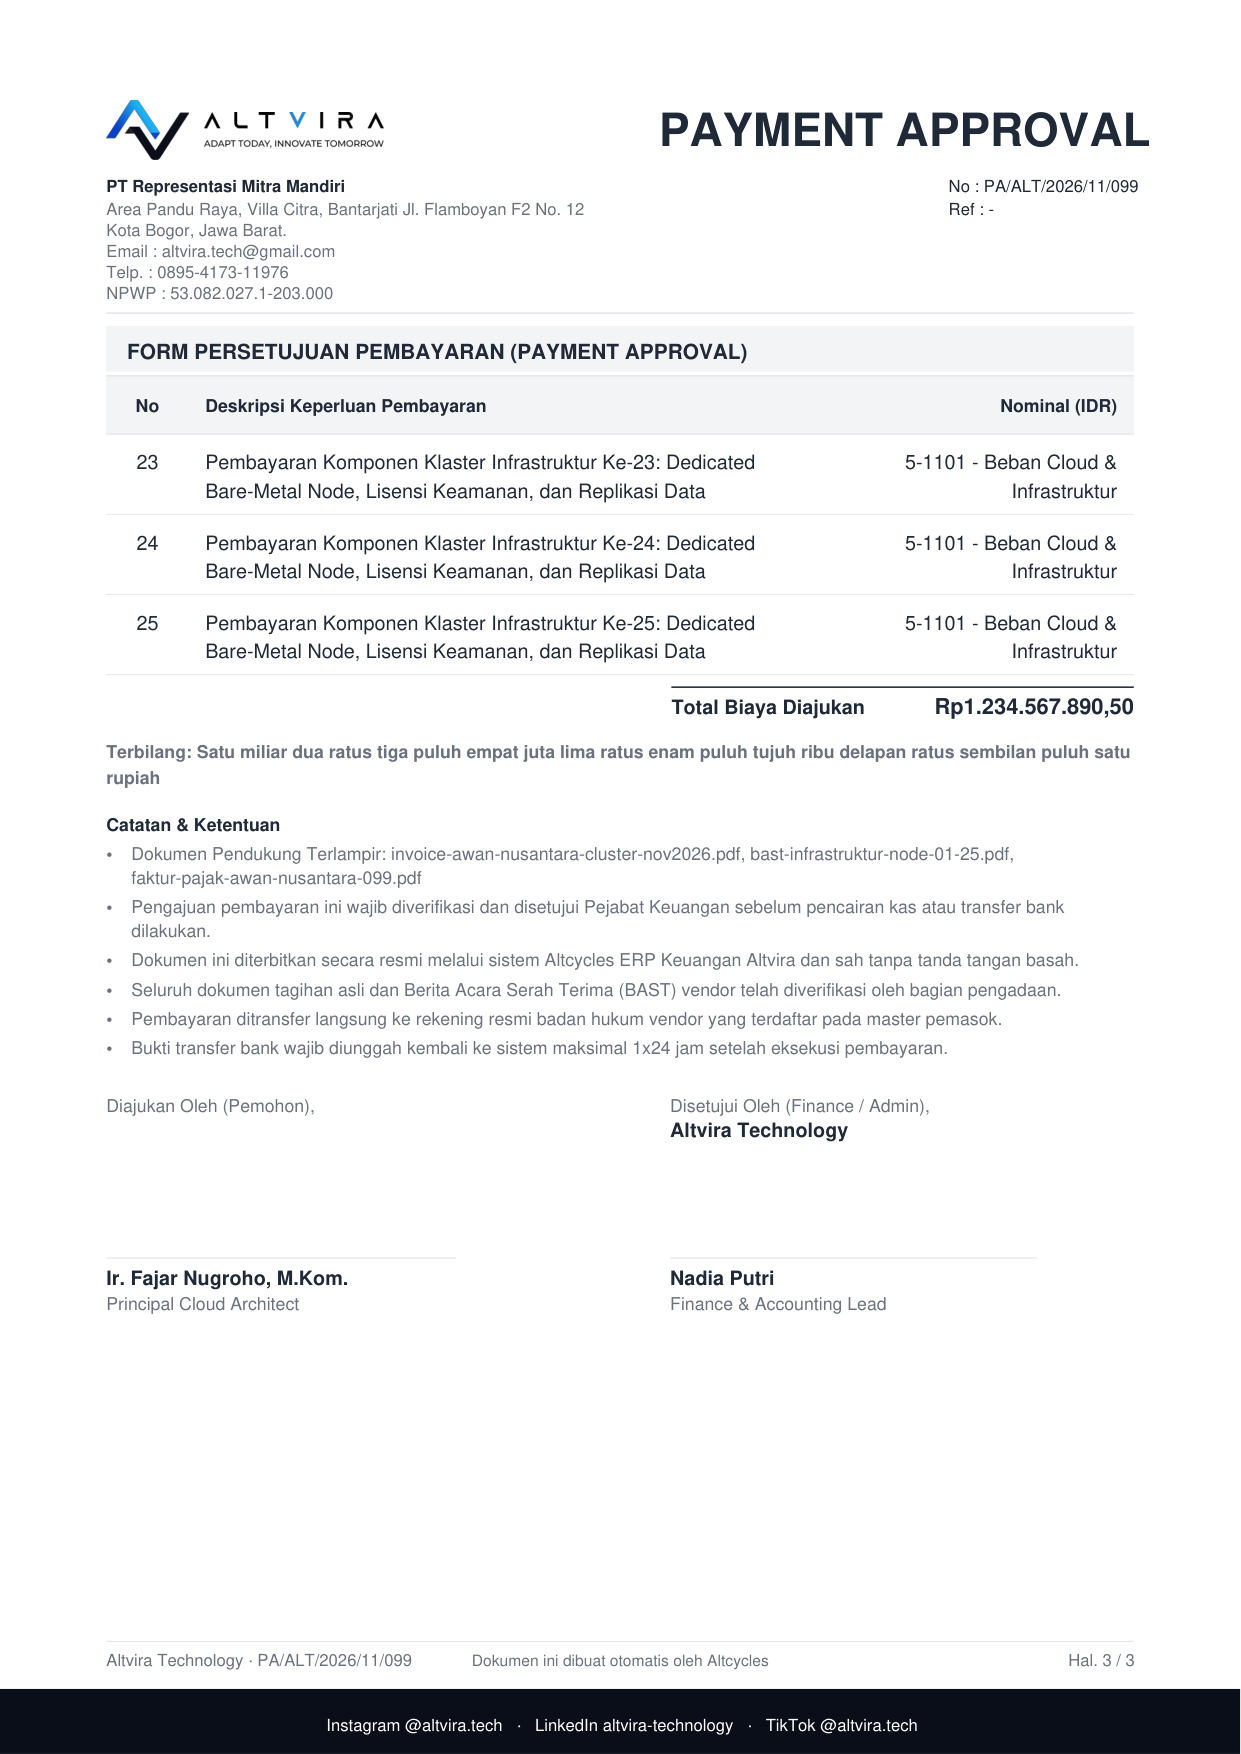 ALTVIRA
ADAPT TODAY, INNOVATE TOMORROW
PAYMENT APPROVAL
PT Representasi Mitra Mandiri
Area Pandu Raya, Villa Citra, Bantarjati Jl. Flamboyan F2 No. 12
Kota Bogor, Jawa Barat.
Email : altvira.tech@gmail.com
Telp. : 0895-4173-11976
NPWP : 53.082.027.1-203.000
No : PA/ALT/2026/11/099
Ref : -
FORM PERSETUJUAN PEMBAYARAN (PAYMENT APPROVAL)
No Deskripsi Keperluan Pembayaran Nominal (IDR)
23 Pembayaran Komponen Klaster Infrastruktur Ke-23: Dedicated 5-1101 - Beban Cloud &
Bare-Metal Node, Lisensi Keamanan, dan Replikasi Data Infrastruktur
24 Pembayaran Komponen Klaster Infrastruktur Ke-24: Dedicated 5-1101 - Beban Cloud &
Bare-Metal Node, Lisensi Keamanan, dan Replikasi Data Infrastruktur
25 Pembayaran Komponen Klaster Infrastruktur Ke-25: Dedicated 5-1101 - Beban Cloud &
Bare-Metal Node, Lisensi Keamanan, dan Replikasi Data Infrastruktur
Total Biaya Diajukan Rp1.234.567.890,50
Terbilang: Satu miliar dua ratus tiga puluh empat juta lima ratus enam puluh tujuh ribu delapan ratus sembilan puluh satu
rupiah
Catatan & Ketentuan
• Dokumen Pendukung Terlampir: invoice-awan-nusantara-cluster-nov2026.pdf, bast-infrastruktur-node-01-25.pdf,
faktur-pajak-awan-nusantara-099.pdf
• Pengajuan pembayaran ini wajib diverifikasi dan disetujui Pejabat Keuangan sebelum pencairan kas atau transfer bank
dilakukan.
• Dokumen ini diterbitkan secara resmi melalui sistem Altcycles ERP Keuangan Altvira dan sah tanpa tanda tangan basah.
• Seluruh dokumen tagihan asli dan Berita Acara Serah Terima (BAST) vendor telah diverifikasi oleh bagian pengadaan.
• Pembayaran ditransfer langsung ke rekening resmi badan hukum vendor yang terdaftar pada master pemasok.
• Bukti transfer bank wajib diunggah kembali ke sistem maksimal 1x24 jam setelah eksekusi pembayaran.
Diajukan Oleh (Pemohon),
Disetujui Oleh (Finance / Admin),
Altvira Technology
Ir. Fajar Nugroho, M.Kom.
Principal Cloud Architect
Nadia Putri
Finance & Accounting Lead
Altvira Technology · PA/ALT/2026/11/099 Dokumen ini dibuat otomatis oleh Altcycles Hal. 3 / 3
Instagram @altvira.tech · LinkedIn altvira-technology · TikTok @altvira.tech